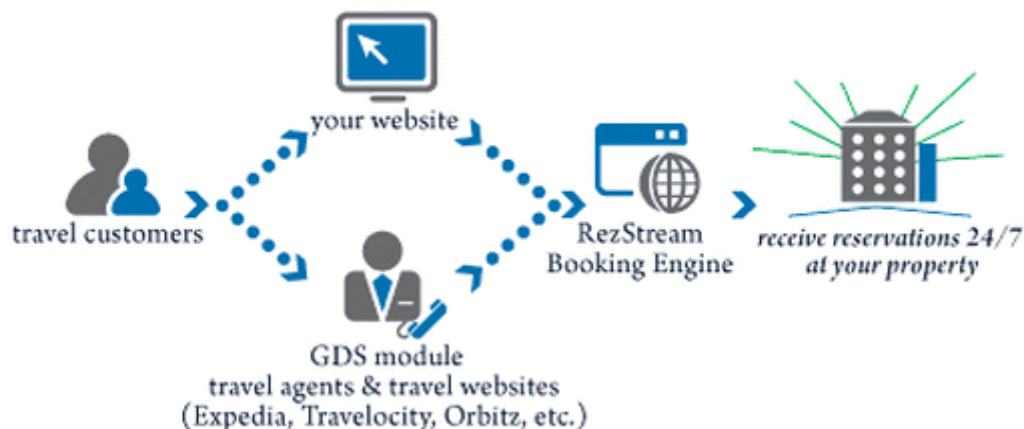 your website
travel customers
RezStream
Booking Engine
receive reservations 24/7
at your property
GDS module
travel agents & travel websites
(Expedia, Travelocity, Orbitz, etc.)